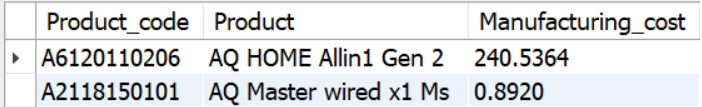 Product_code Product Manufacturing_cost
A6120110206 AQ HOME Allin1 Gen 2 240.5364
A2118150101 AQ Master wired x1 Ms 0.8920